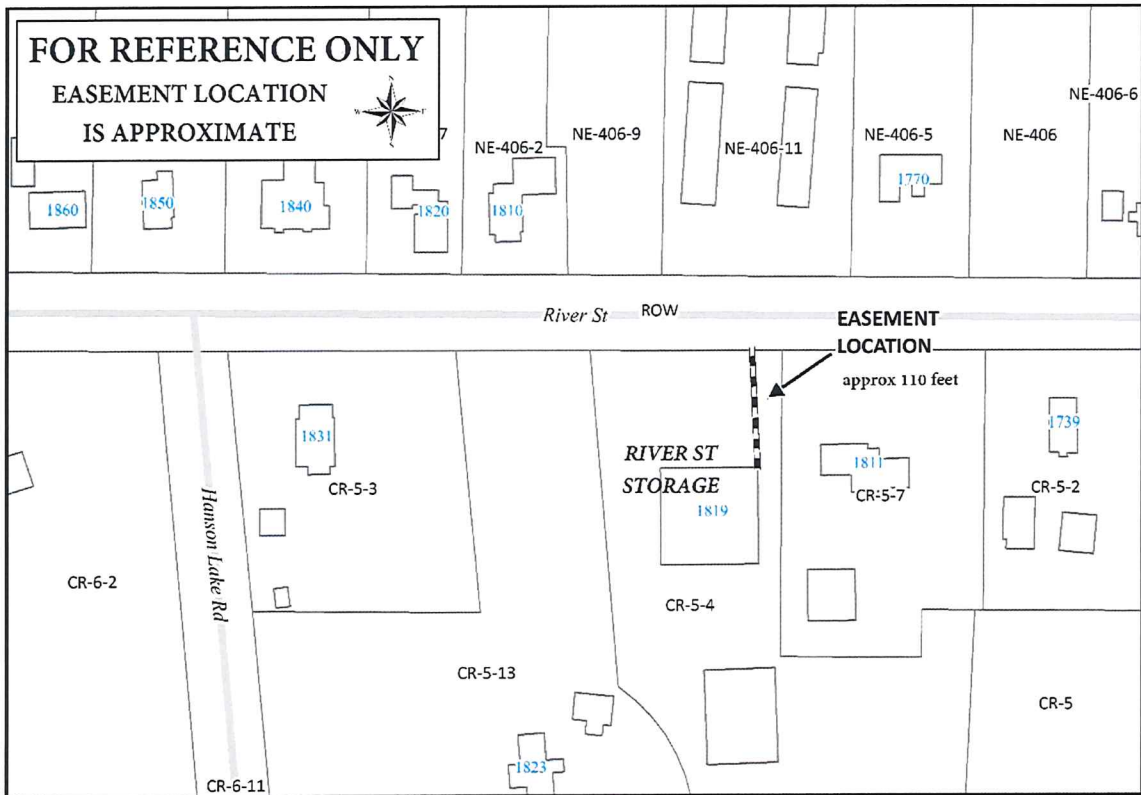 FOR REFERENCE ONLY
EASEMENT LOCATION
IS APPROXIMATE
N
W
E
S
7
NE-406-2
NE-406-9
NE-406-11
NE-406-5
NE-406
NE-406-6
1860
1850
1840
1820
1810
1770
River St
ROW
EASEMENT
LOCATION
approx 110 feet
1831
CR-5-3
RIVER ST
STORAGE
1819
1811
CR-5-7
1739
CR-5-2
Hanson Lake Rd
CR-6-2
CR-5-4
CR-5-13
CR-5
1823
CR-6-11